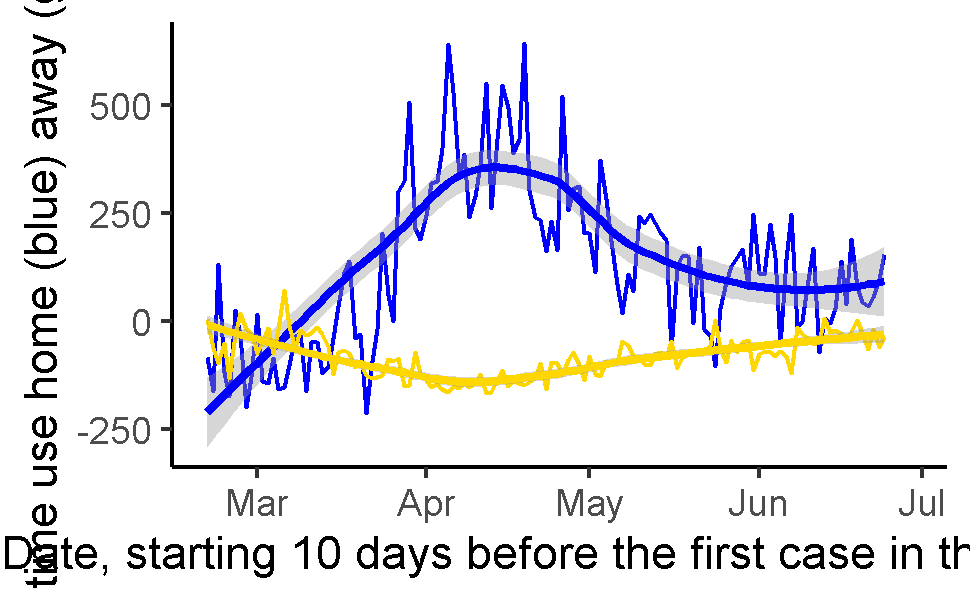 time use home (blue) away (
500
250
0
-250
Mar Apr May Jun Jul
Date, starting 10 days before the first case in th